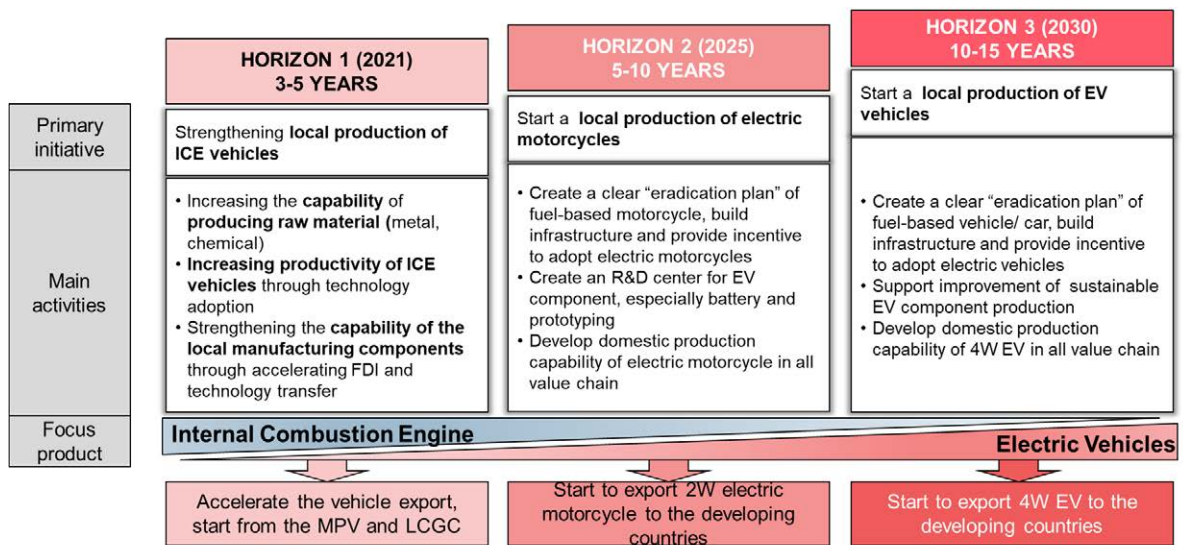 HORIZON 1 (2021)
3-5 YEARS
HORIZON 2 (2025)
5-10 YEARS
HORIZON 3 (2030)
10-15 YEARS
Primary
initiative
Strengthening local production of
ICE vehicles
Start a local production of electric
motorcycles
Start a local production of EV
vehicles
Main
activities
• Increasing the capability of
producing raw material (metal,
chemical)
• Increasing productivity of ICE
vehicles through technology
adoption
• Strengthening the capability of the
local manufacturing components
through accelerating FDI and
technology transfer
• Create a clear “eradication plan” of
fuel-based motorcycle, build
infrastructure and provide incentive
to adopt electric motorcycles
• Create an R&D center for EV
component, especially battery and
prototyping
• Develop domestic production
capability of electric motorcycle in all
value chain
• Create a clear “eradication plan” of
fuel-based vehicle/ car, build
infrastructure and provide incentive
to adopt electric vehicles
• Support improvement of sustainable
EV component production
• Develop domestic production
capability of 4W EV in all value chain
Focus
product
Internal Combustion Engine
Electric Vehicles
Accelerate the vehicle export,
start from the MPV and LCGC
Start to export 2W electric
motorcycle to the developing
countries
Start to export 4W EV to the
developing countries